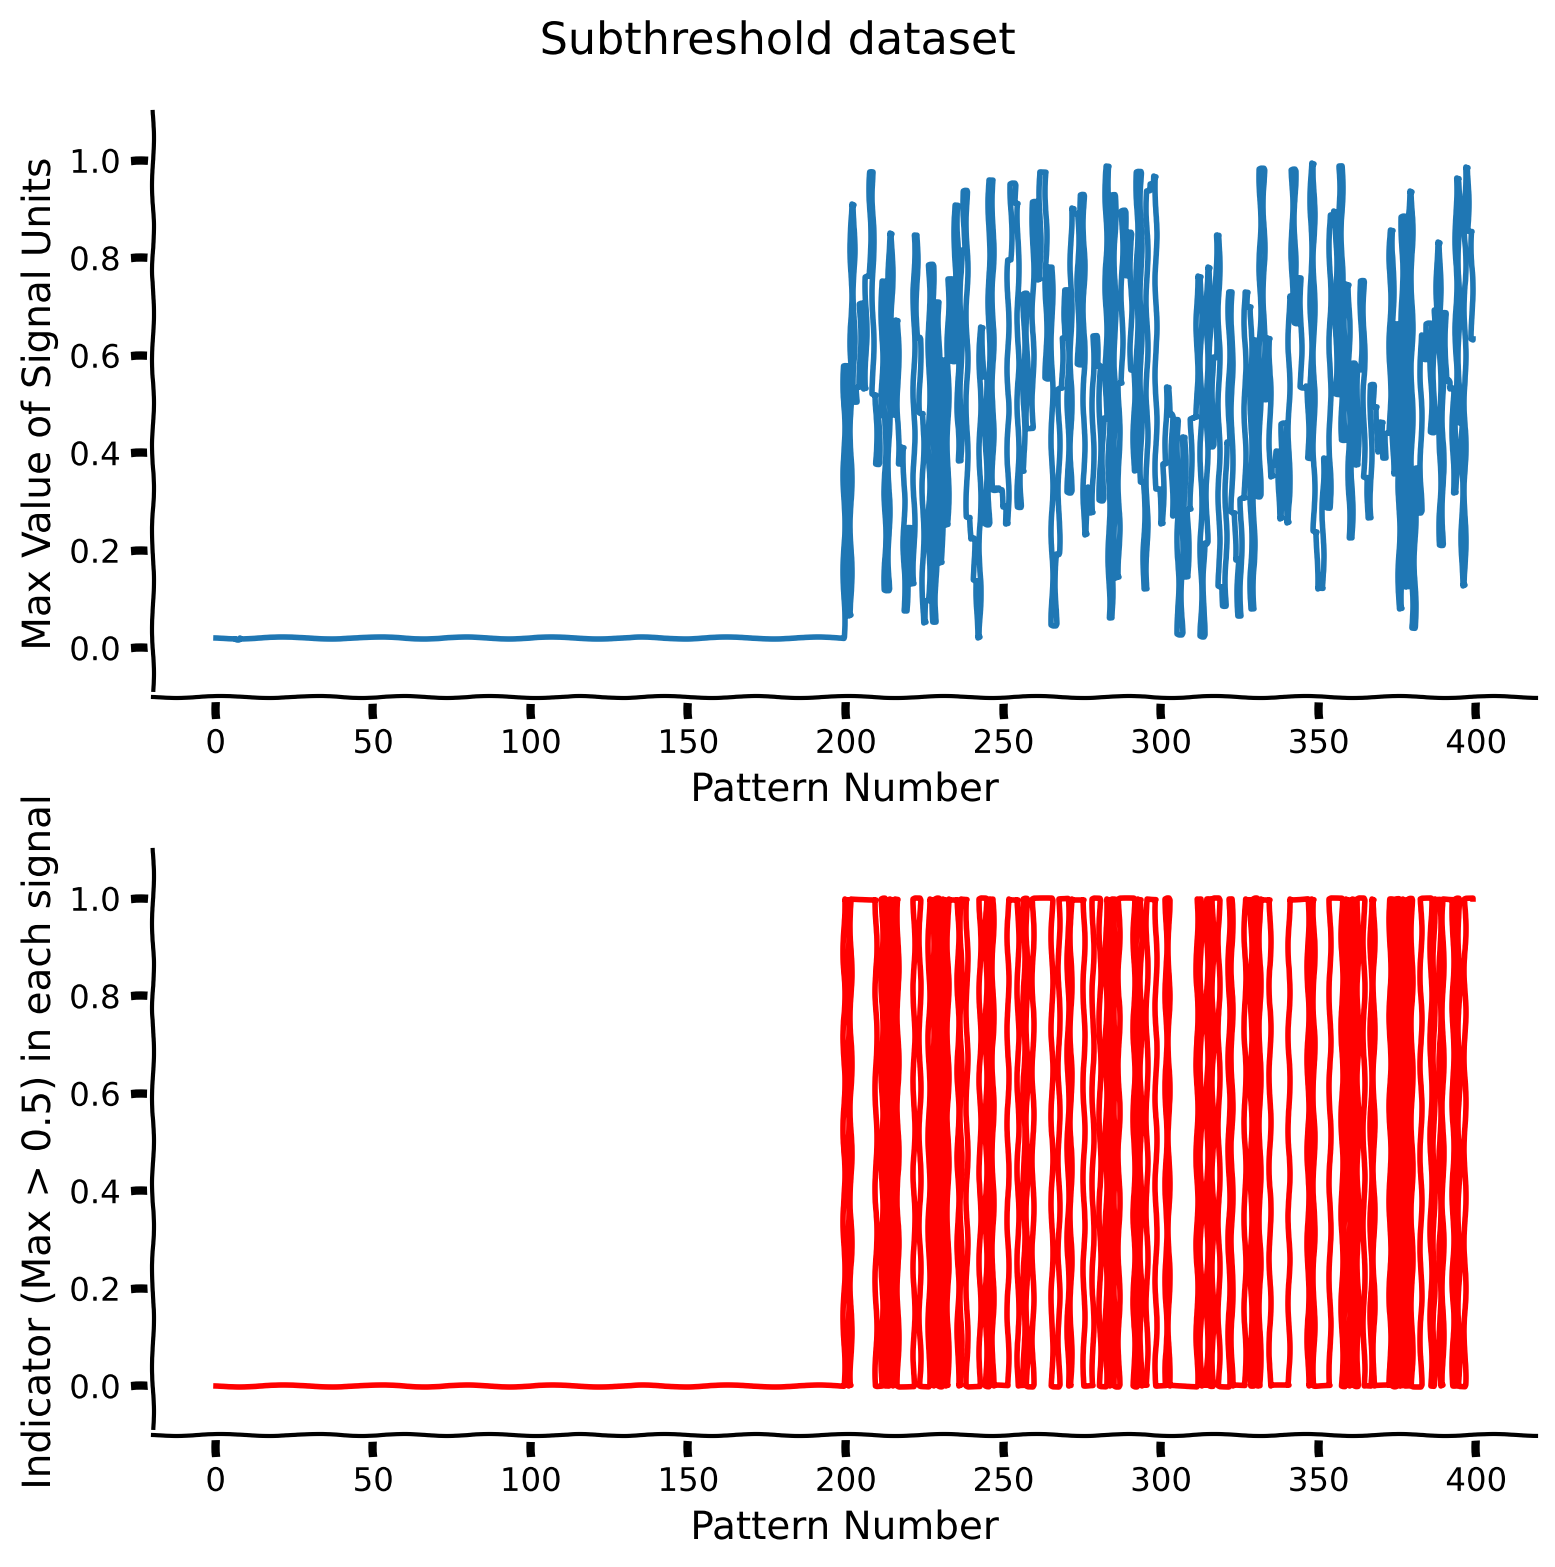 Subthreshold dataset
Max Value of Signal Units
1.0
0.8
0.6
0.4
0.2
0.0
0 50 100 150 200 250 300 350 400
Pattern Number
Indicator (Max > 0.5) in each signal
1.0
0.8
0.6
0.4
0.2
0.0
0 50 100 150 200 250 300 350 400
Pattern Number